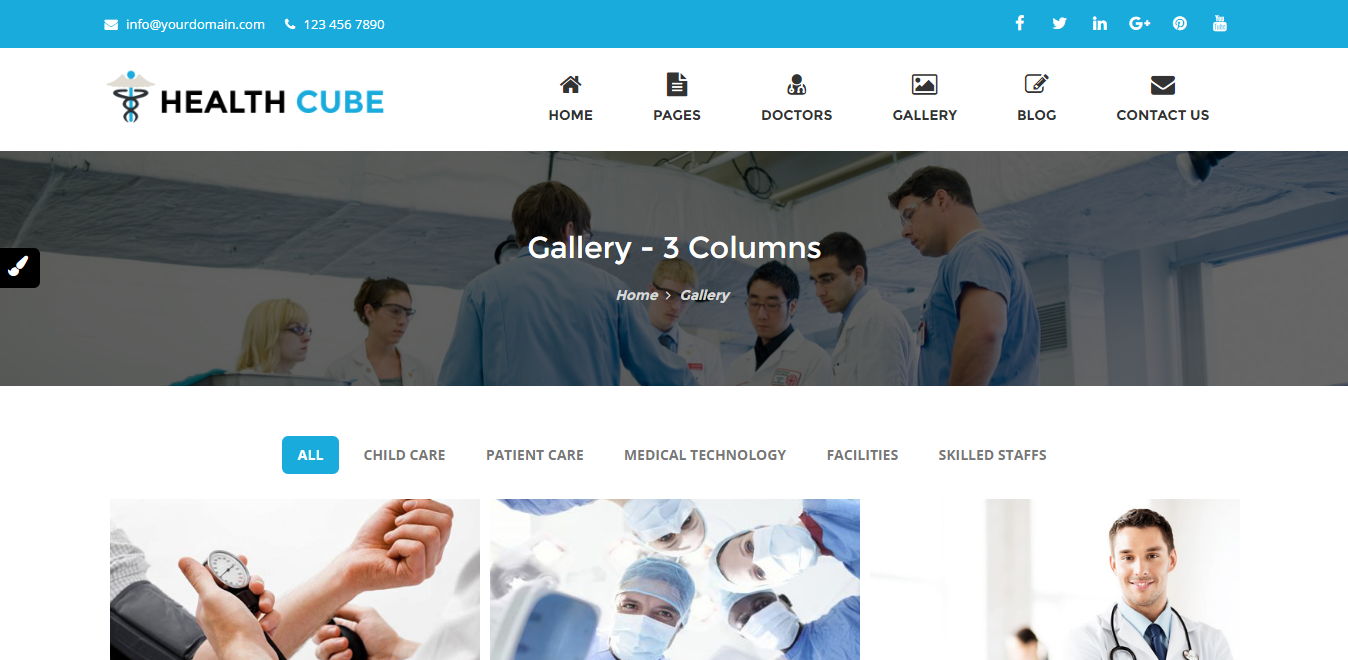 info@yourdomain.com 123 456 7890
HEALTH CUBE
HOME PAGES DOCTORS GALLERY BLOG CONTACT US
Gallery - 3 Columns
Home > Gallery
ALL CHILD CARE PATIENT CARE MEDICAL TECHNOLOGY FACILITIES SKILLED STAFFS